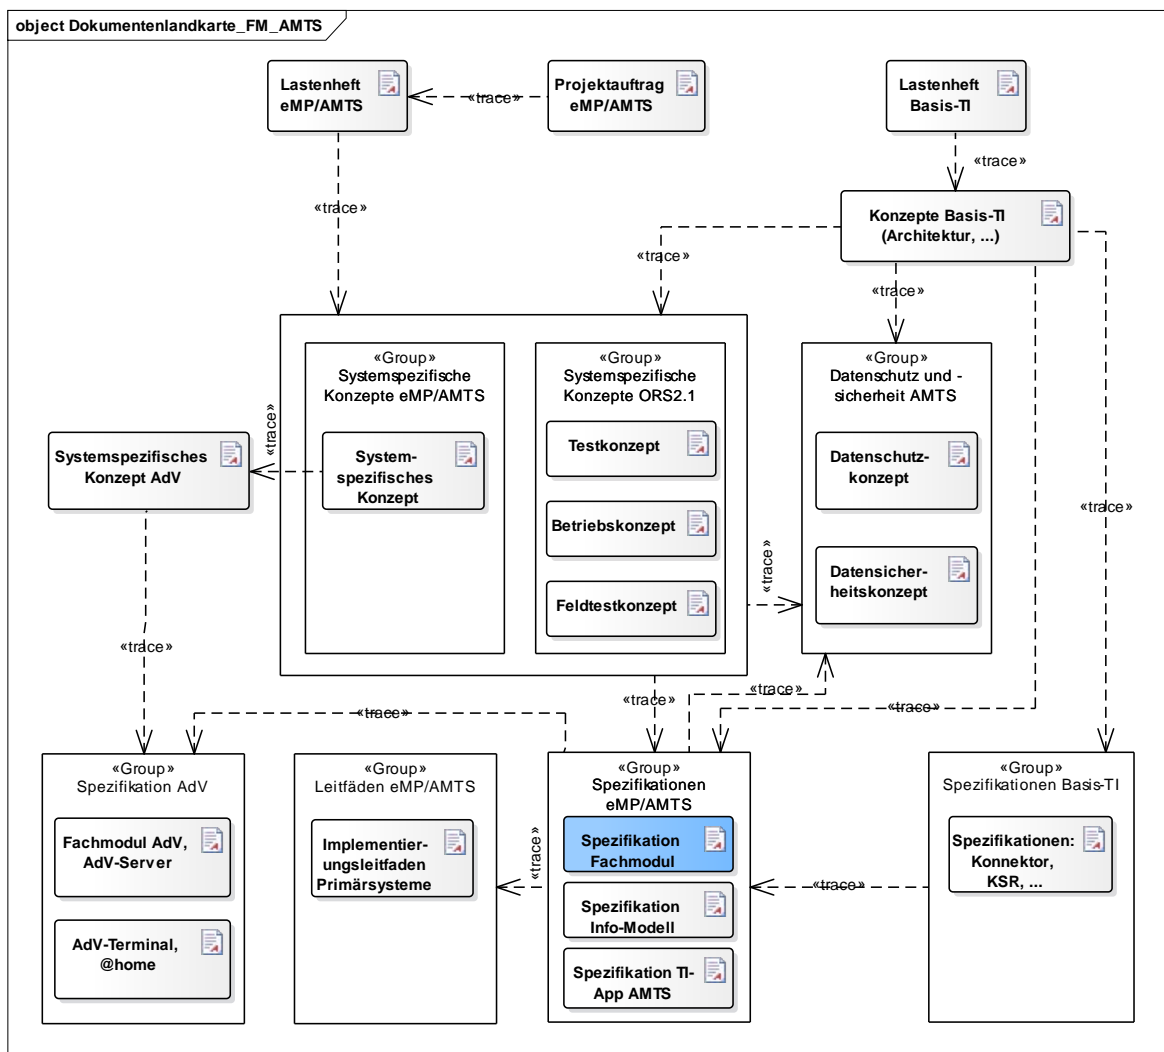 object Dokumentenlandkarte_FM_AMTS
Lastenheft
eMP/AMTS
«trace»
Projektauftrag
eMP/AMTS
Lastenheft
Basis-TI
«trace»
«trace»
Konzepte Basis-TI
(Architektur, ...)
«trace»
«trace»
«Group»
Systemspezifische
Konzepte eMP/AMTS
System-
spezifisches
Konzept
«Group»
Systemspezifische
Konzepte ORS2.1
Testkonzept
Betriebskonzept
Feldtestkonzept
«Group»
Datenschutz und -
sicherheit AMTS
Datenschutz-
konzept
Datensicher-
heitskonzept
«trace»
Systemspezifisches
Konzept AdV
«trace»
«trace»
«trace»
«trace»
«trace»
«trace»
«trace»
«trace»
«Group»
Spezifikation AdV
Fachmodul AdV,
AdV-Server
AdV-Terminal,
@home
«Group»
Leitfäden eMP/AMTS
Implementier-
ungsleitfaden
Primärsysteme
«trace»
«Group»
Spezifikationen
eMP/AMTS
Spezifikation
Fachmodul
Spezifikation
Info-Modell
Spezifikation TI-
App AMTS
«trace»
«Group»
Spezifikationen Basis-TI
Spezifikationen:
Konnektor,
KSR, ...